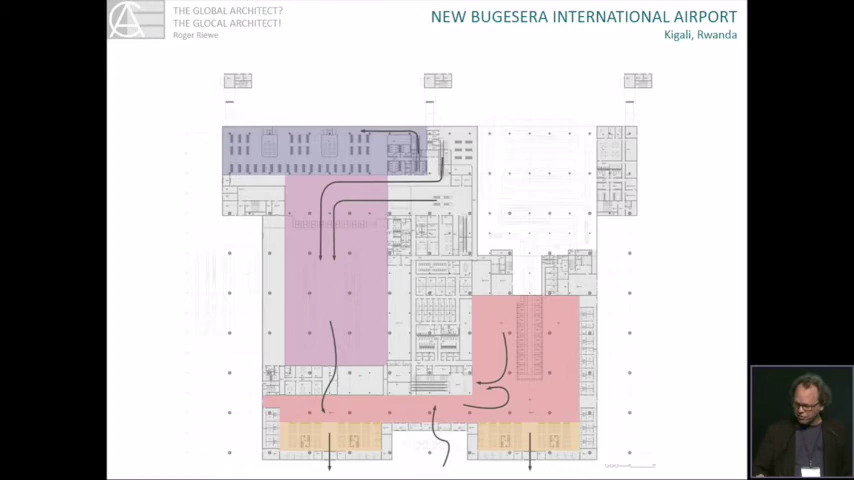 THE GLOBAL ARCHITECT?
THE GLOCAL ARCHITECT!
Roger Riewe
NEW BUGESERA INTERNATIONAL AIRPORT
Kigali, Rwanda